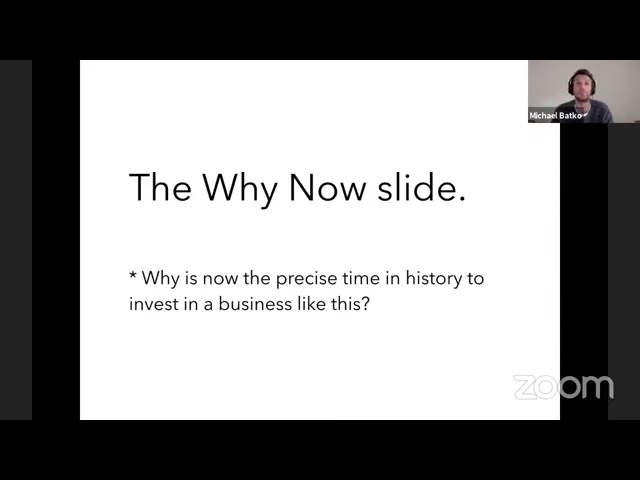 Michael Batko
The Why Now slide.
* Why is now the precise time in history to
invest in a business like this?
zoom